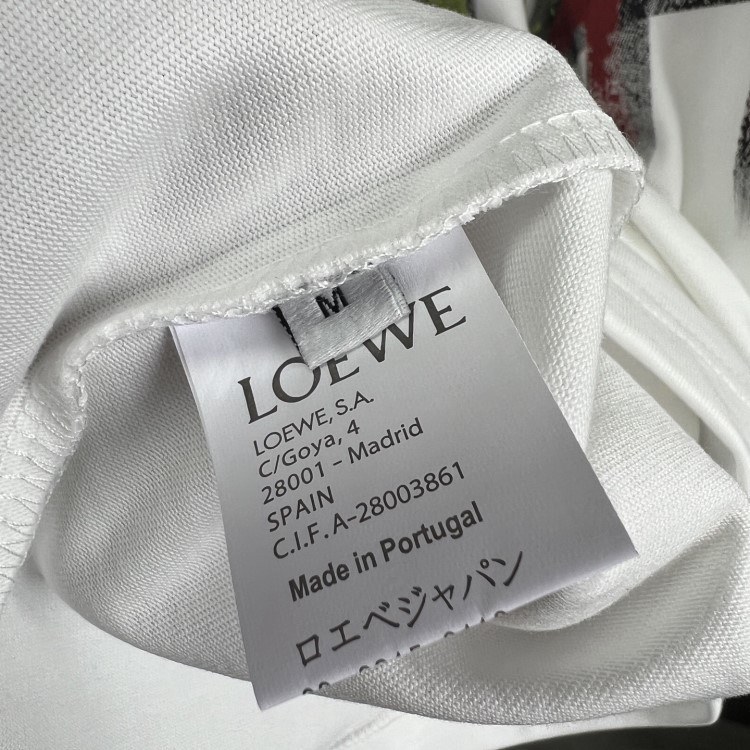 M
LOEWE
LOEWE, S.A.
C/Goya, 4
28001 - Madrid
SPAIN
C.I.F. A-28003861
Made in Portugal
ロエベジャパン